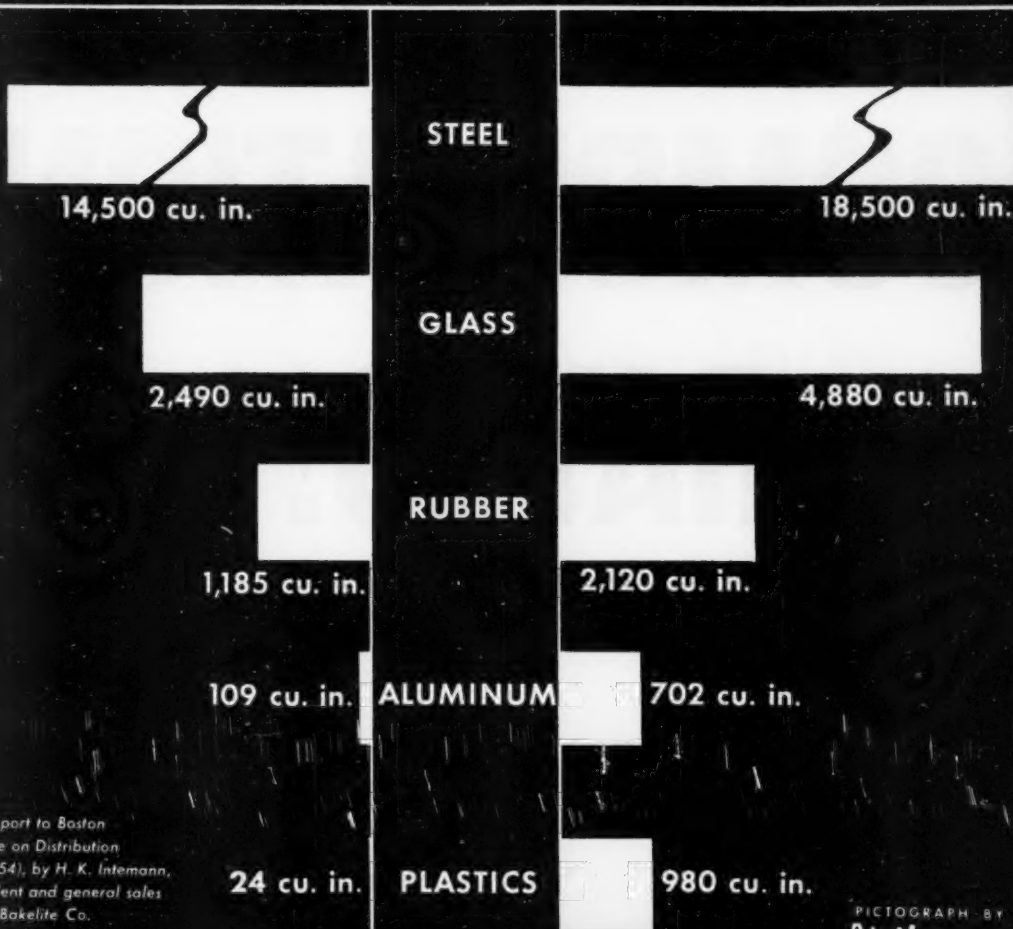 STEEL
14,500 cu. in.
18,500 cu. in.
GLASS
2,490 cu. in.
4,880 cu. in.
RUBBER
1,185 cu. in.
2,120 cu. in.
109 cu. in.
ALUMINUM
702 cu. in.
24 cu. in.
PLASTICS
980 cu. in.
port to Boston
e on Distribution
54), by H. K. Intemann,
ent and general sales
Bakelite Co.
PICTOGRAPH BY